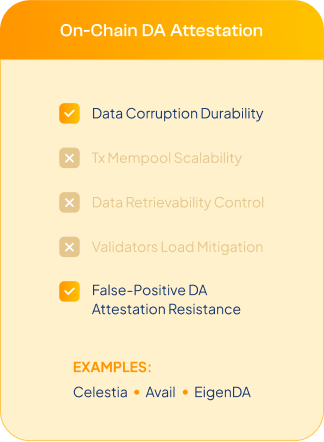 On-Chain DA Attestation
Data Corruption Durability
Tx Mempool Scalability
Data Retrievability Control
Validators Load Mitigation
False-Positive DA
Attestation Resistance
EXAMPLES:
Celestia • Avail • EigenDA